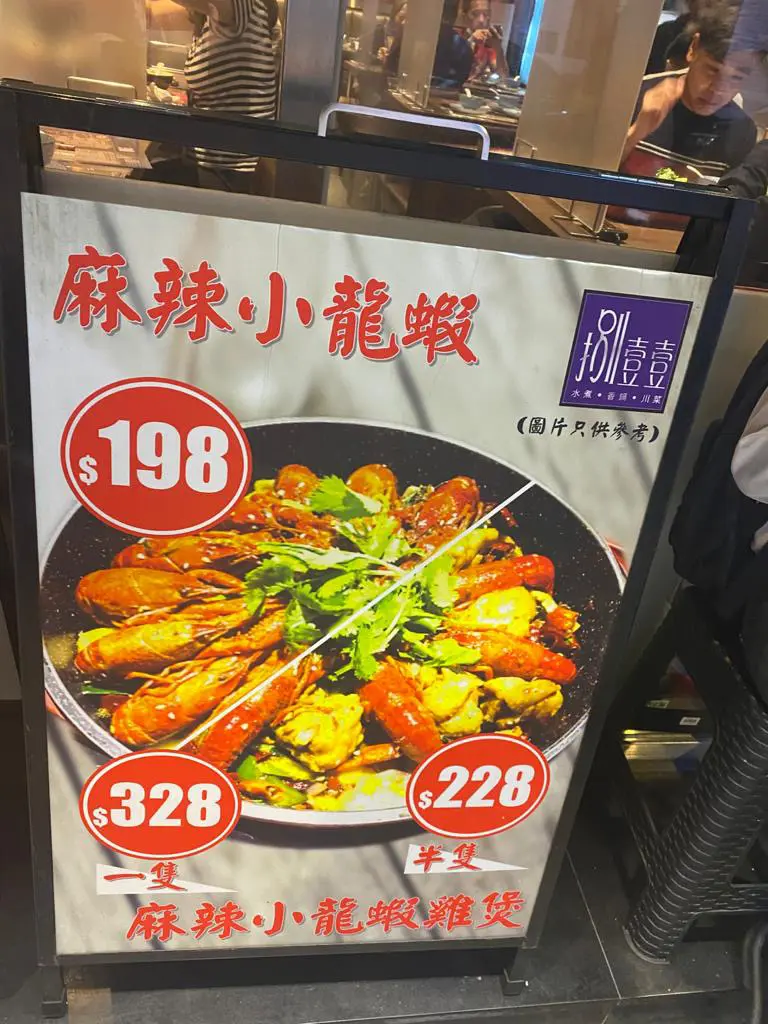 麻辣小龍蝦
捌壹壹
水煮•香鍋•川菜
(圖片只供參考)
$198
$328
一隻
$228
半隻
麻辣小龍蝦雞煲